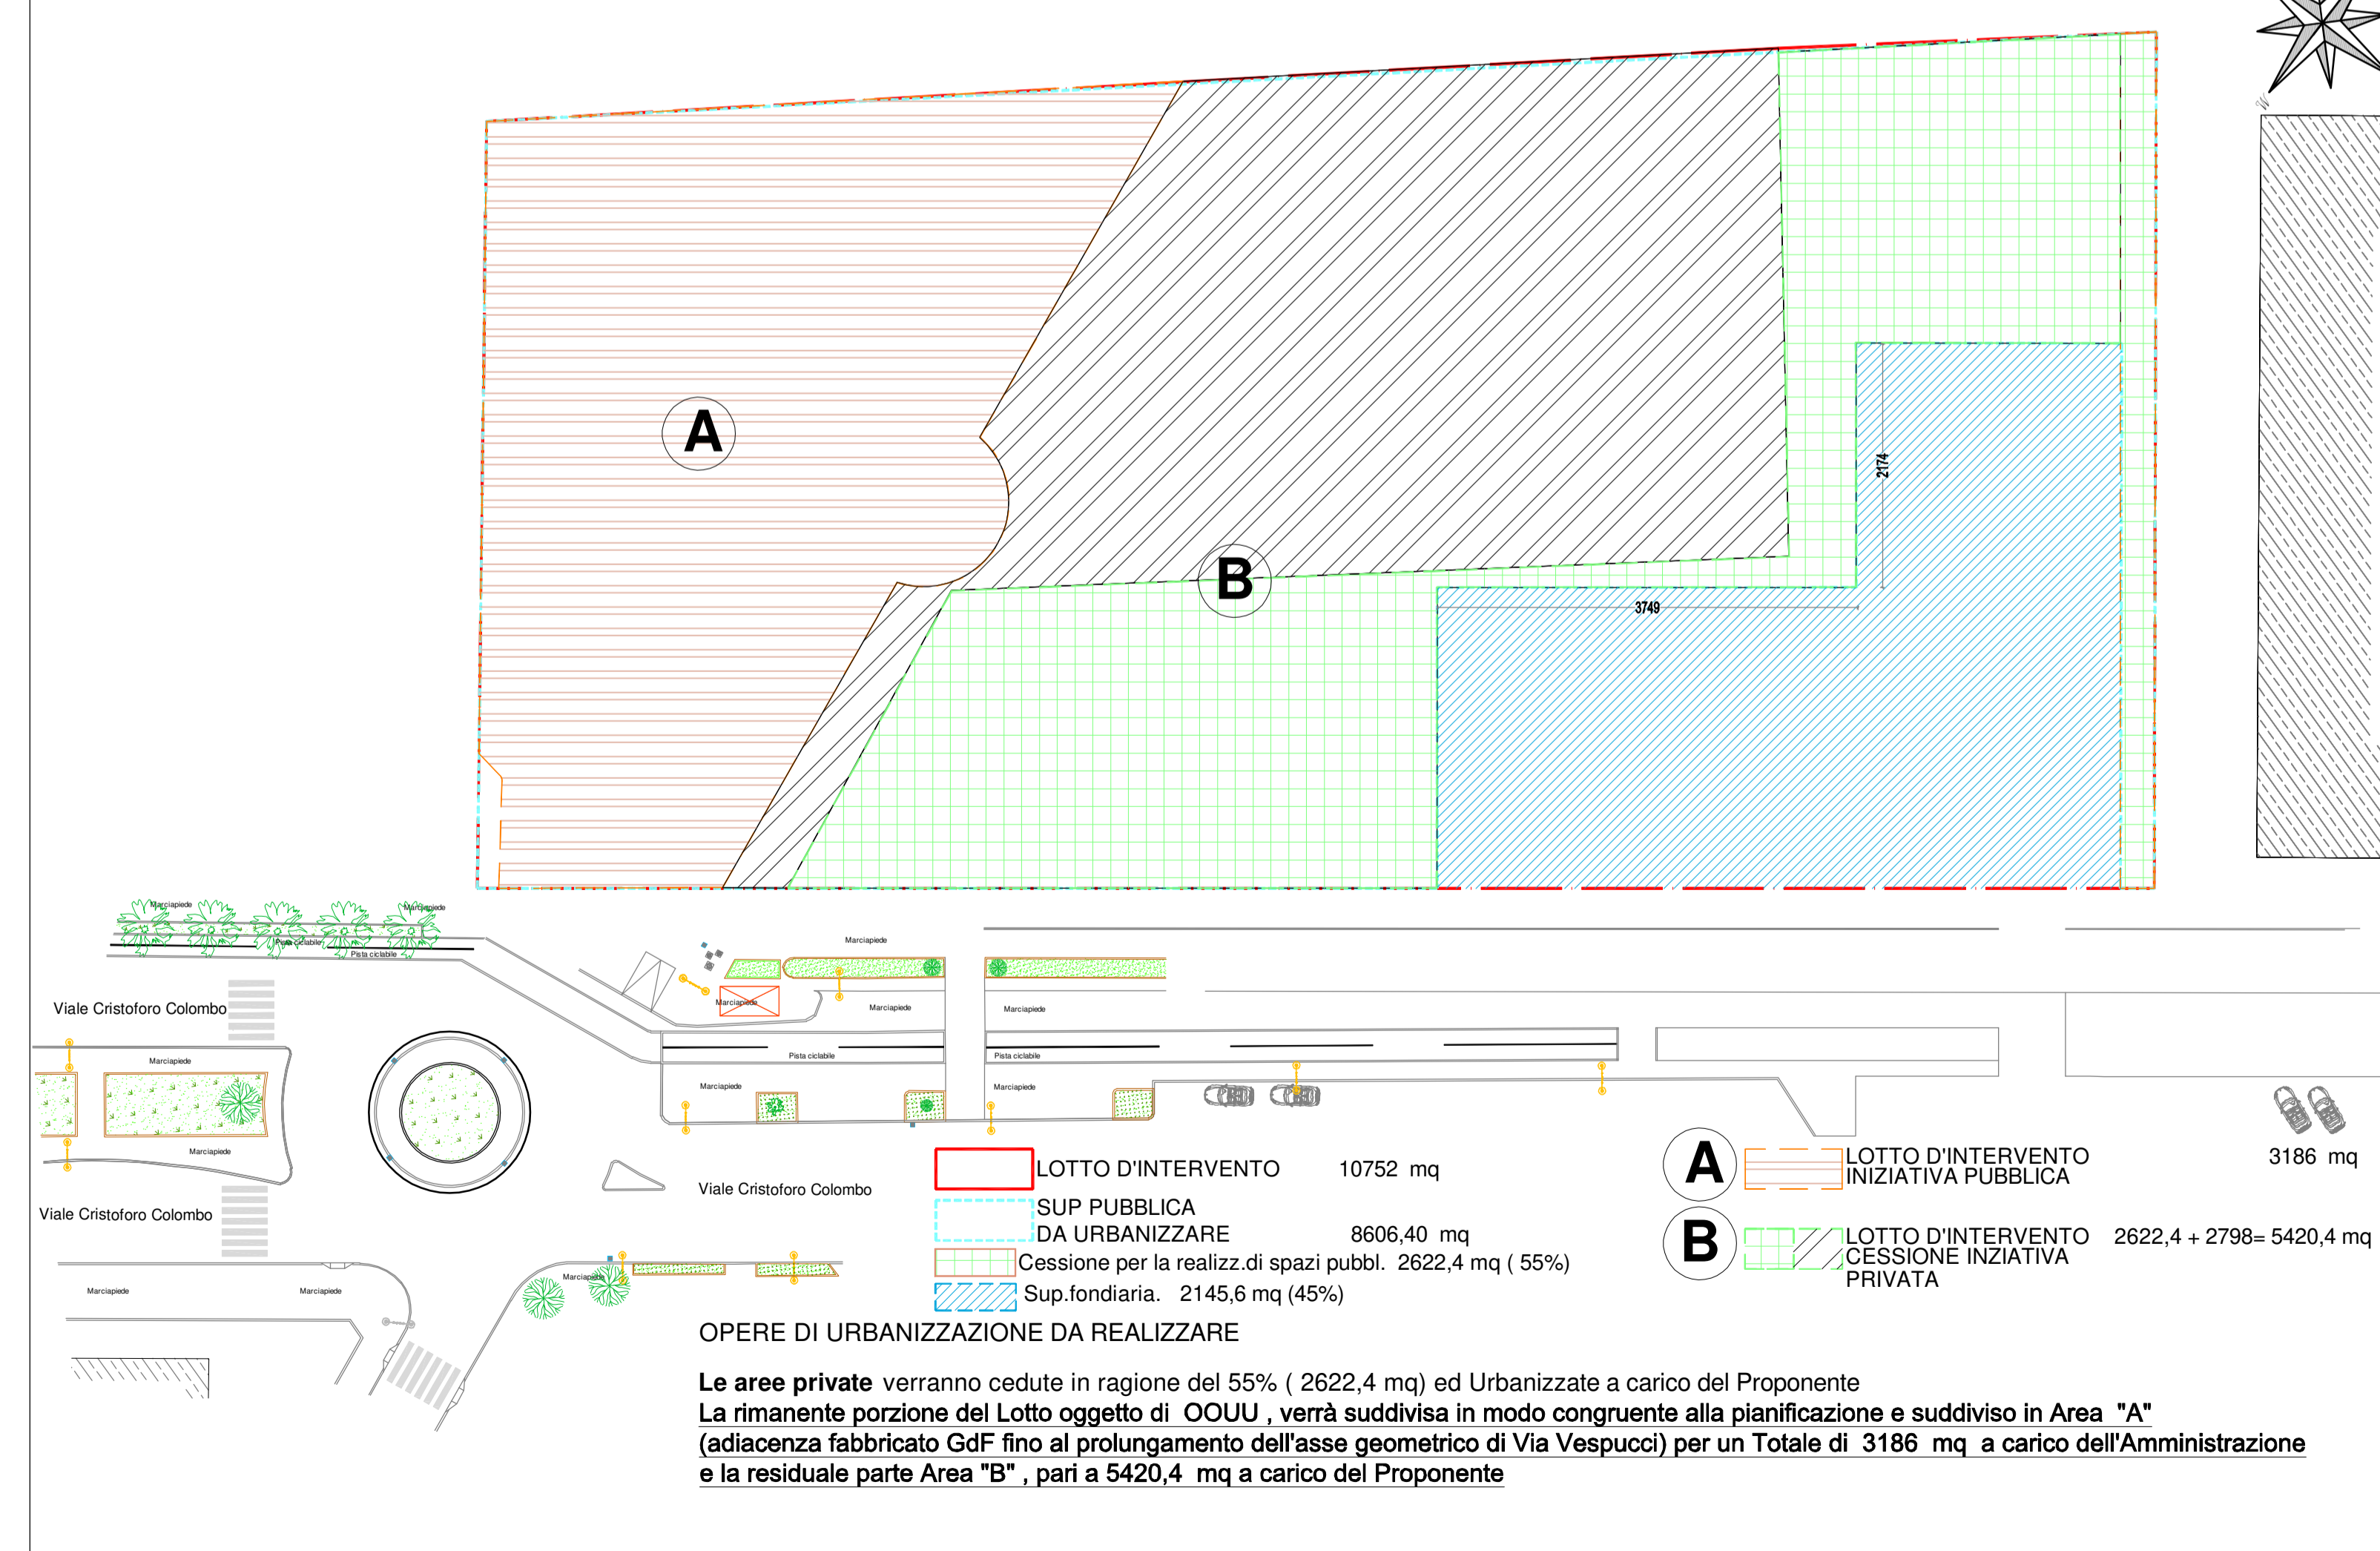 W
A
2174
B
3749
Marciapiede
Marciapiede
Pista ciclabile
Pista ciclabile
Marciapiede
Viale Cristoforo Colombo
Marciapiede
Marciapiede
Marciapiede
Marciapiede
Pista ciclabile
Pista ciclabile
Marciapiede
Marciapiede
Marciapiede
Marciapiede
Viale Cristoforo Colombo
Viale Cristoforo Colombo
Marciapiede
Marciapiede
Marciapiede
LOTTO D'INTERVENTO 10752 mq
SUP PUBBLICA
DA URBANIZZARE 8606,40 mq
Cessione per la realizz.di spazi pubbl. 2622,4 mq ( 55%)
Sup.fondiaria. 2145,6 mq (45%)
A
LOTTO D'INTERVENTO 3186 mq
INIZIATIVA PUBBLICA
B
LOTTO D'INTERVENTO 2622,4 + 2798= 5420,4 mq
CESSIONE INZIATIVA
PRIVATA
OPERE DI URBANIZZAZIONE DA REALIZZARE
Le aree private verranno cedute in ragione del 55% ( 2622,4 mq) ed Urbanizzate a carico del Proponente
La rimanente porzione del Lotto oggetto di OOUU , verrà suddivisa in modo congruente alla pianificazione e suddiviso in Area "A"
(adiacenza fabbricato GdF fino al prolungamento dell'asse geometrico di Via Vespucci) per un Totale di 3186 mq a carico dell'Amministrazione
e la residuale parte Area "B" , pari a 5420,4 mq a carico del Proponente